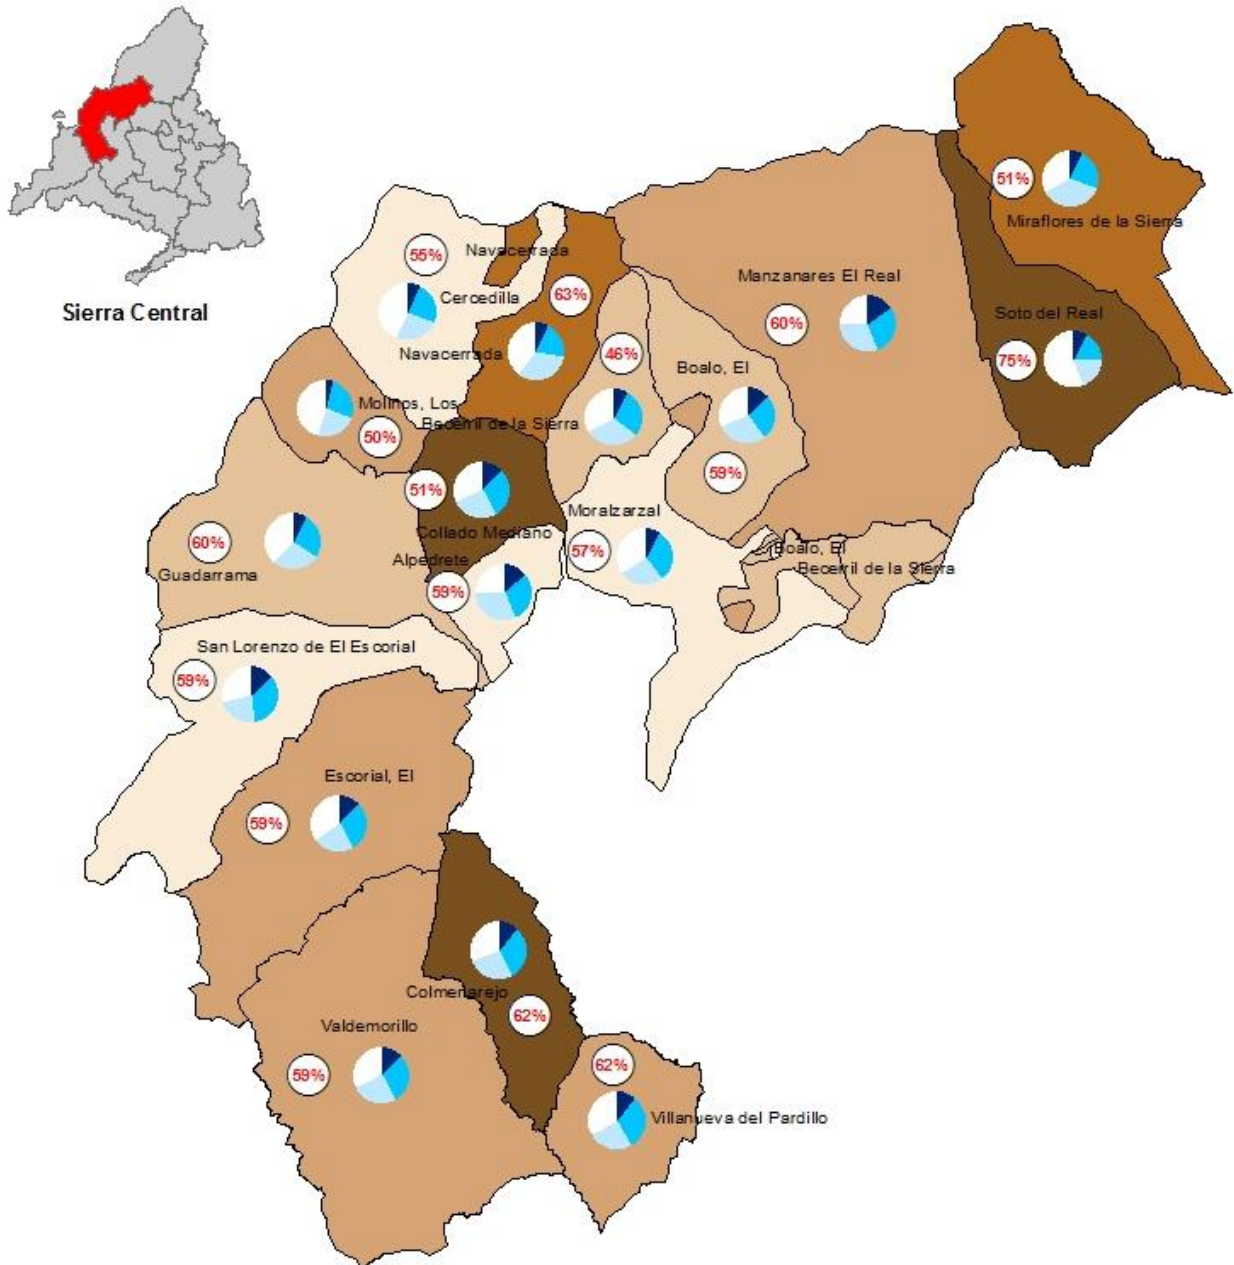 Sierra Central
51%
Miraflores de la Sierra
55%
Navacerrada
Cercedilla
63%
Manzanares El Real
60%
Soto del Real
75%
Navacerrada
46%
Boalo, El
59%
Molinos, Los
50%
Becerril de la Sierra
51%
Collado Mediano
Moralzarzal
57%
60%
Guadarrama
Alpedrete
59%
Boalo, El
Becerril de la Sierra
San Lorenzo de El Escorial
59%
Escorial, El
59%
Colmenarejo
62%
Valdemorillo
59%
62%
Villanueva del Pardillo